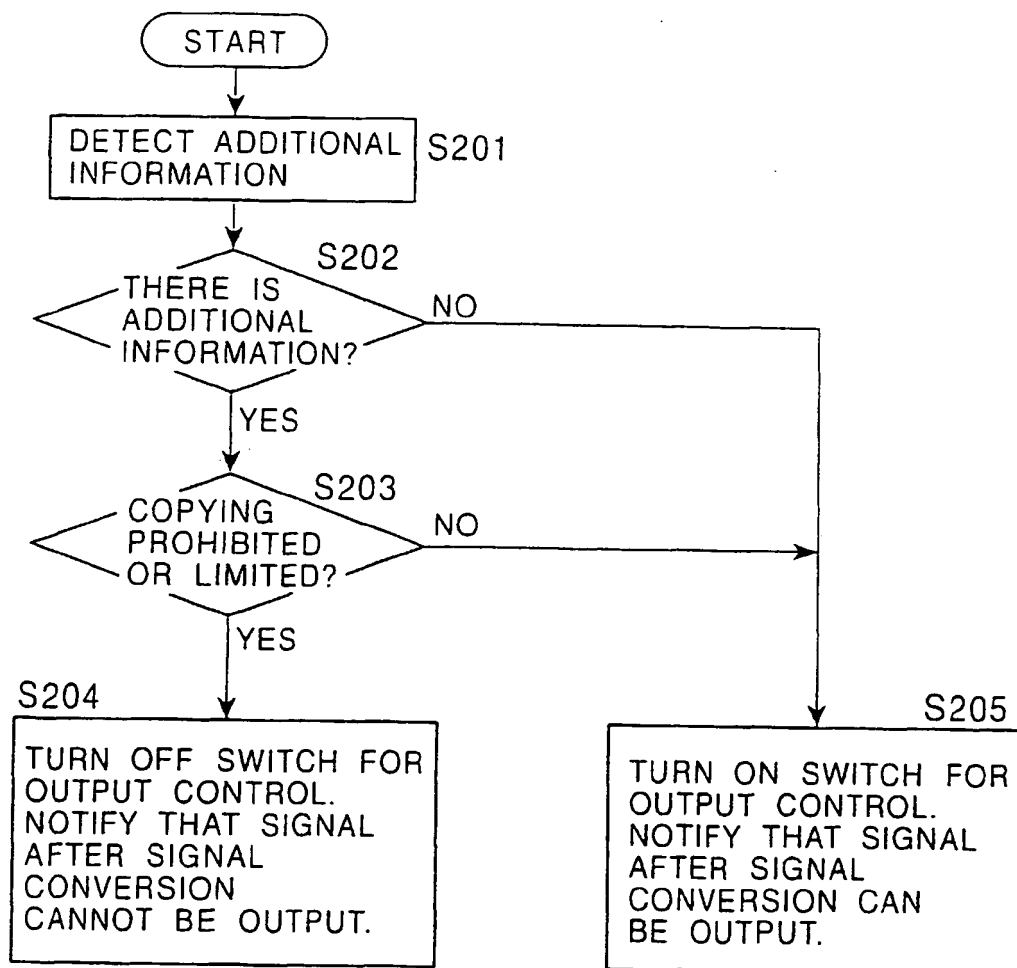 START
DETECT ADDITIONAL
INFORMATION
S201
S202
THERE IS
ADDITIONAL
INFORMATION?
NO
YES
S203
COPYING
PROHIBITED
OR LIMITED?
NO
YES
S204
TURN OFF SWITCH FOR
OUTPUT CONTROL.
NOTIFY THAT SIGNAL
AFTER SIGNAL
CONVERSION
CANNOT BE OUTPUT.
S205
TURN ON SWITCH FOR
OUTPUT CONTROL.
NOTIFY THAT SIGNAL
AFTER SIGNAL
CONVERSION CAN
BE OUTPUT.